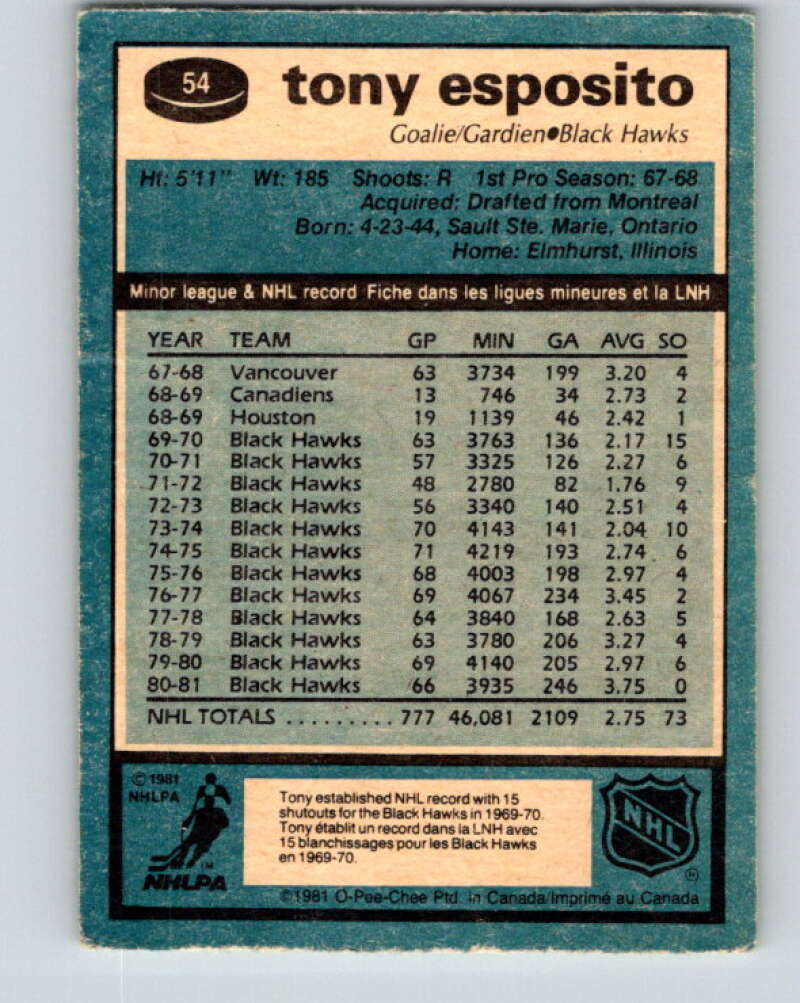 54
tony esposito
Goalie/Gardien●Black Hawks
Ht: 5'11" Wt: 185 Shoots: R 1st Pro Season: 67-68
Acquired: Drafted from Montreal
Born: 4-23-44, Sault Ste. Marie, Ontario
Home: Elmhurst, Illinois
Minor league & NHL record Fiche dans les ligues mineures et la LNH
YEAR TEAM GP MIN GA AVG SO
67-68 Vancouver 63 3734 199 3.20 4
68-69 Canadiens 13 746 34 2.73 2
68-69 Houston 19 1139 46 2.42 1
69-70 Black Hawks 63 3763 136 2.17 15
70-71 Black Hawks 57 3325 126 2.27 6
71-72 Black Hawks 48 2780 82 1.76 9
72-73 Black Hawks 56 3340 140 2.51 4
73-74 Black Hawks 70 4143 141 2.04 10
74-75 Black Hawks 71 4219 193 2.74 6
75-76 Black Hawks 68 4003 198 2.97 4
76-77 Black Hawks 69 4067 234 3.45 2
77-78 Black Hawks 64 3840 168 2.63 5
78-79 Black Hawks 63 3780 206 3.27 4
79-80 Black Hawks 69 4140 205 2.97 6
80-81 Black Hawks 66 3935 246 3.75 0
NHL TOTALS .......... 777 46,081 2109 2.75 73
© 1981
NHLPA
Tony established NHL record with 15
shutouts for the Black Hawks in 1969-70.
Tony établit un record dans la LNH avec
15 blanchissages pour les Black Hawks
en 1969-70.
TM
NHLPA
NHL
®
©1981 O-Pee-Chee Ptd. in Canada/Imprimé au Canada